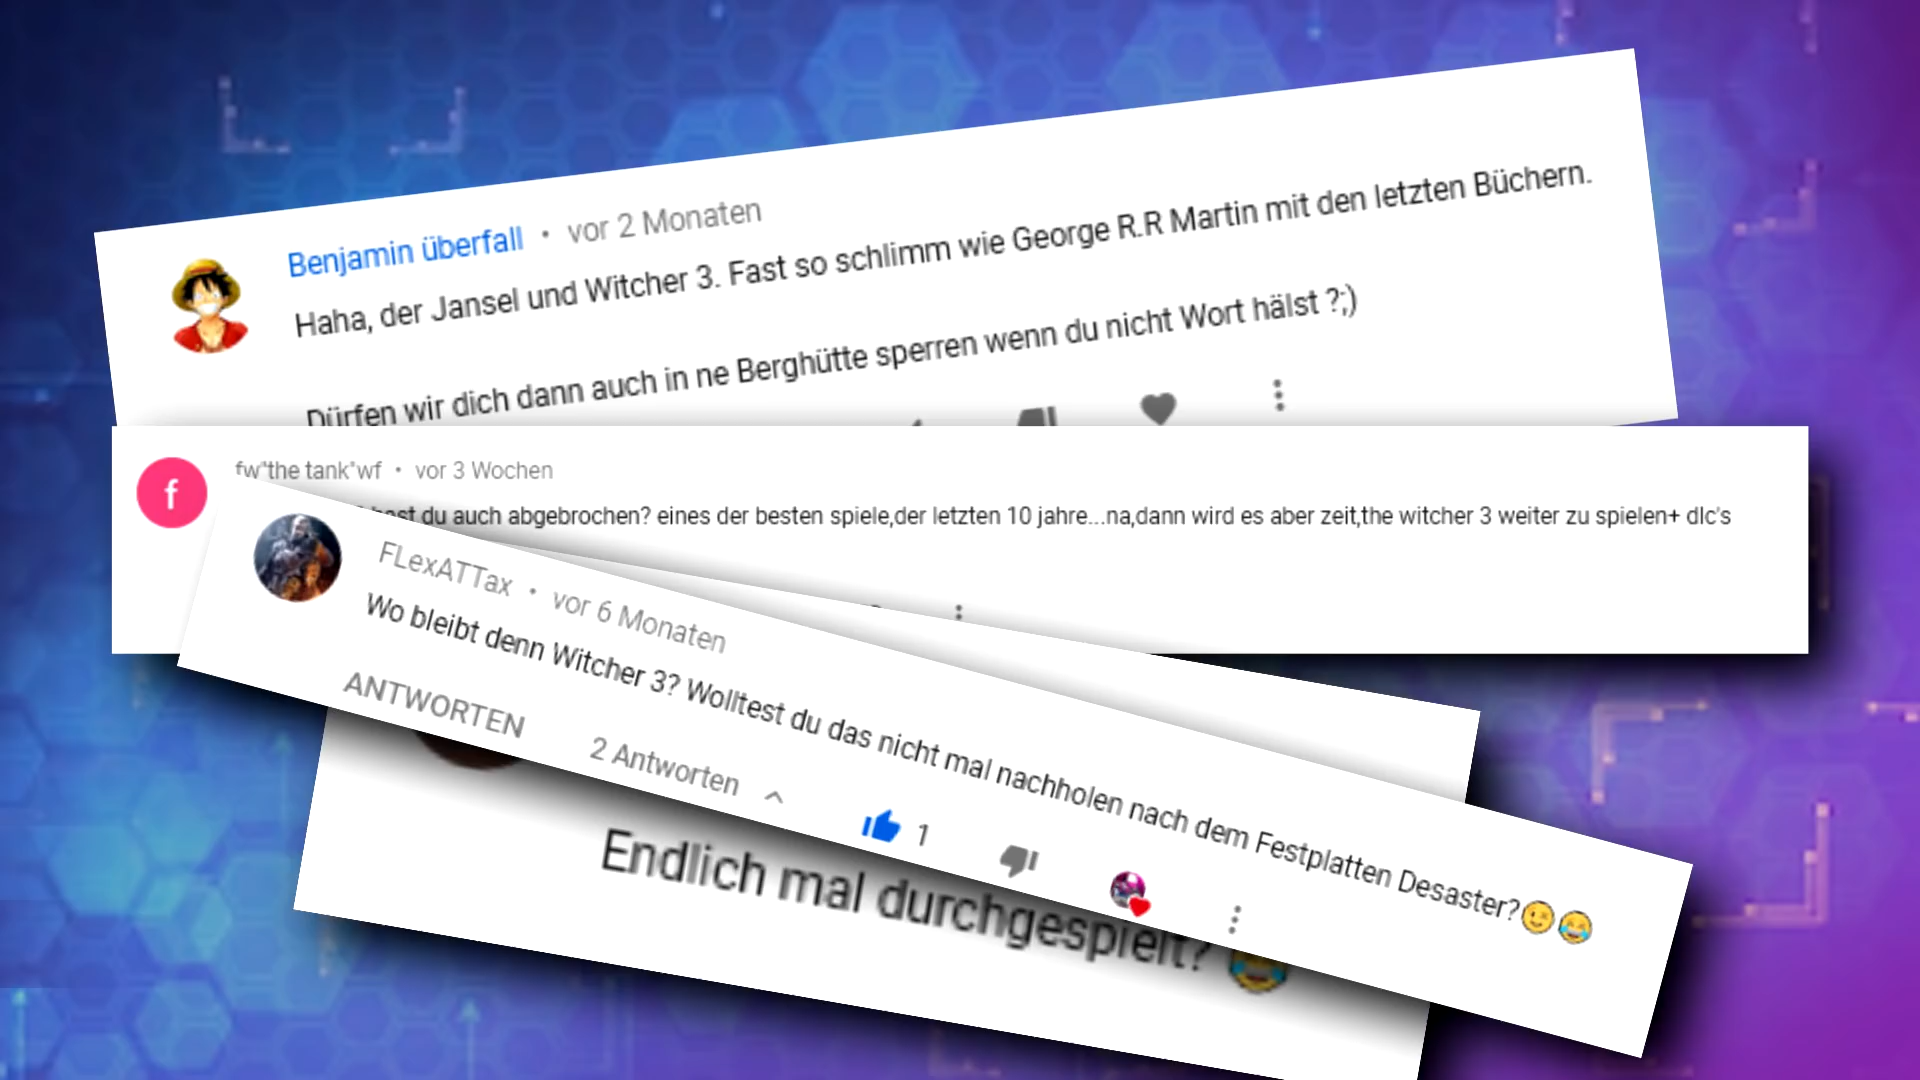 Benjamin überfall • vor 2 Monaten
Haha, der Jansel und Witcher 3. Fast so schlimm wie George R.R Martin mit den letzten Büchern.
Dürfen wir dich dann auch in ne Berghütte sperren wenn du nicht Wort hälst ?;)
f
fw"the tank"wf • vor 3 Wochen
du auch abgebrochen? eines der besten spiele,der letzten 10 jahre...na,dann wird es aber zeit,the witcher 3 weiter zu spielen+ dlc's
FLexATTax • vor 6 Monaten
Wo bleibt denn Witcher 3? Wolltest du das nicht mal nachholen nach dem Festplatten Desaster?😉😂
ANTWORTEN 2 Antworten 1
Endlich mal durchgespielt? 😂